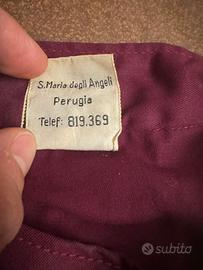 S. Maria degli Angeli
Perugia
Telef: 819.369
subito